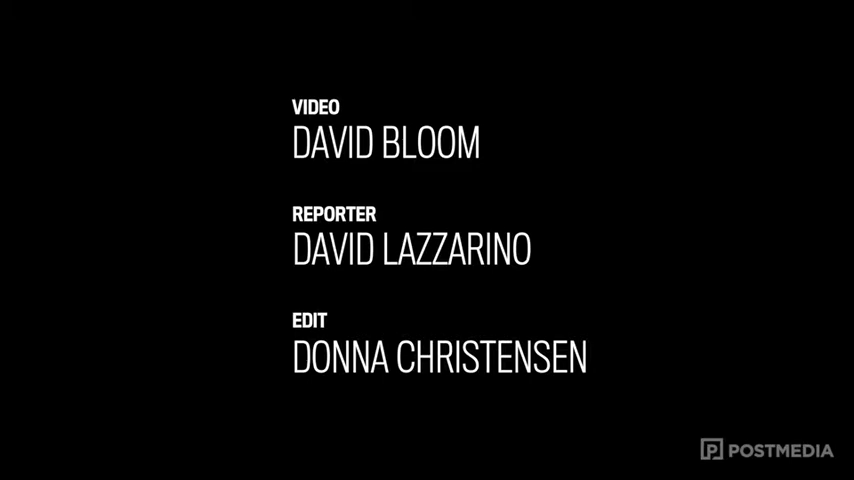 VIDEO
DAVID BLOOM
REPORTER
DAVID LAZZARINO
EDIT
DONNA CHRISTENSEN
POSTMEDIA